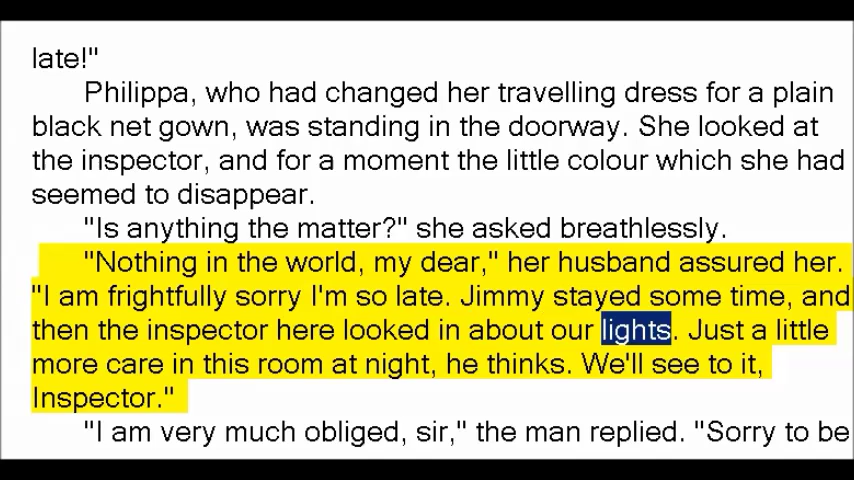 late!"
Philippa, who had changed her travelling dress for a plain
black net gown, was standing in the doorway. She looked at
the inspector, and for a moment the little colour which she had
seemed to disappear.
"Is anything the matter?" she asked breathlessly.
"Nothing in the world, my dear," her husband assured her.
"I am frightfully sorry I'm so late. Jimmy stayed some time, and
then the inspector here looked in about our lights. Just a little
more care in this room at night, he thinks. We'll see to it,
Inspector."
"I am very much obliged, sir," the man replied. "Sorry to be